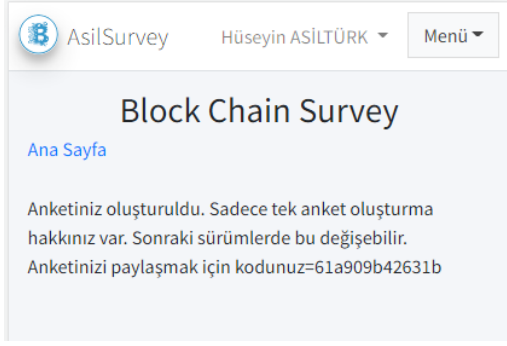 AsilSurvey Hüseyin ASİLTÜRK Menü
Block Chain Survey
Ana Sayfa
Anketiniz oluşturuldu. Sadece tek anket oluşturma
hakkınız var. Sonraki sürümlerde bu değişebilir.
Anketinizi paylaşmak için kodunuz=61a909b42631b